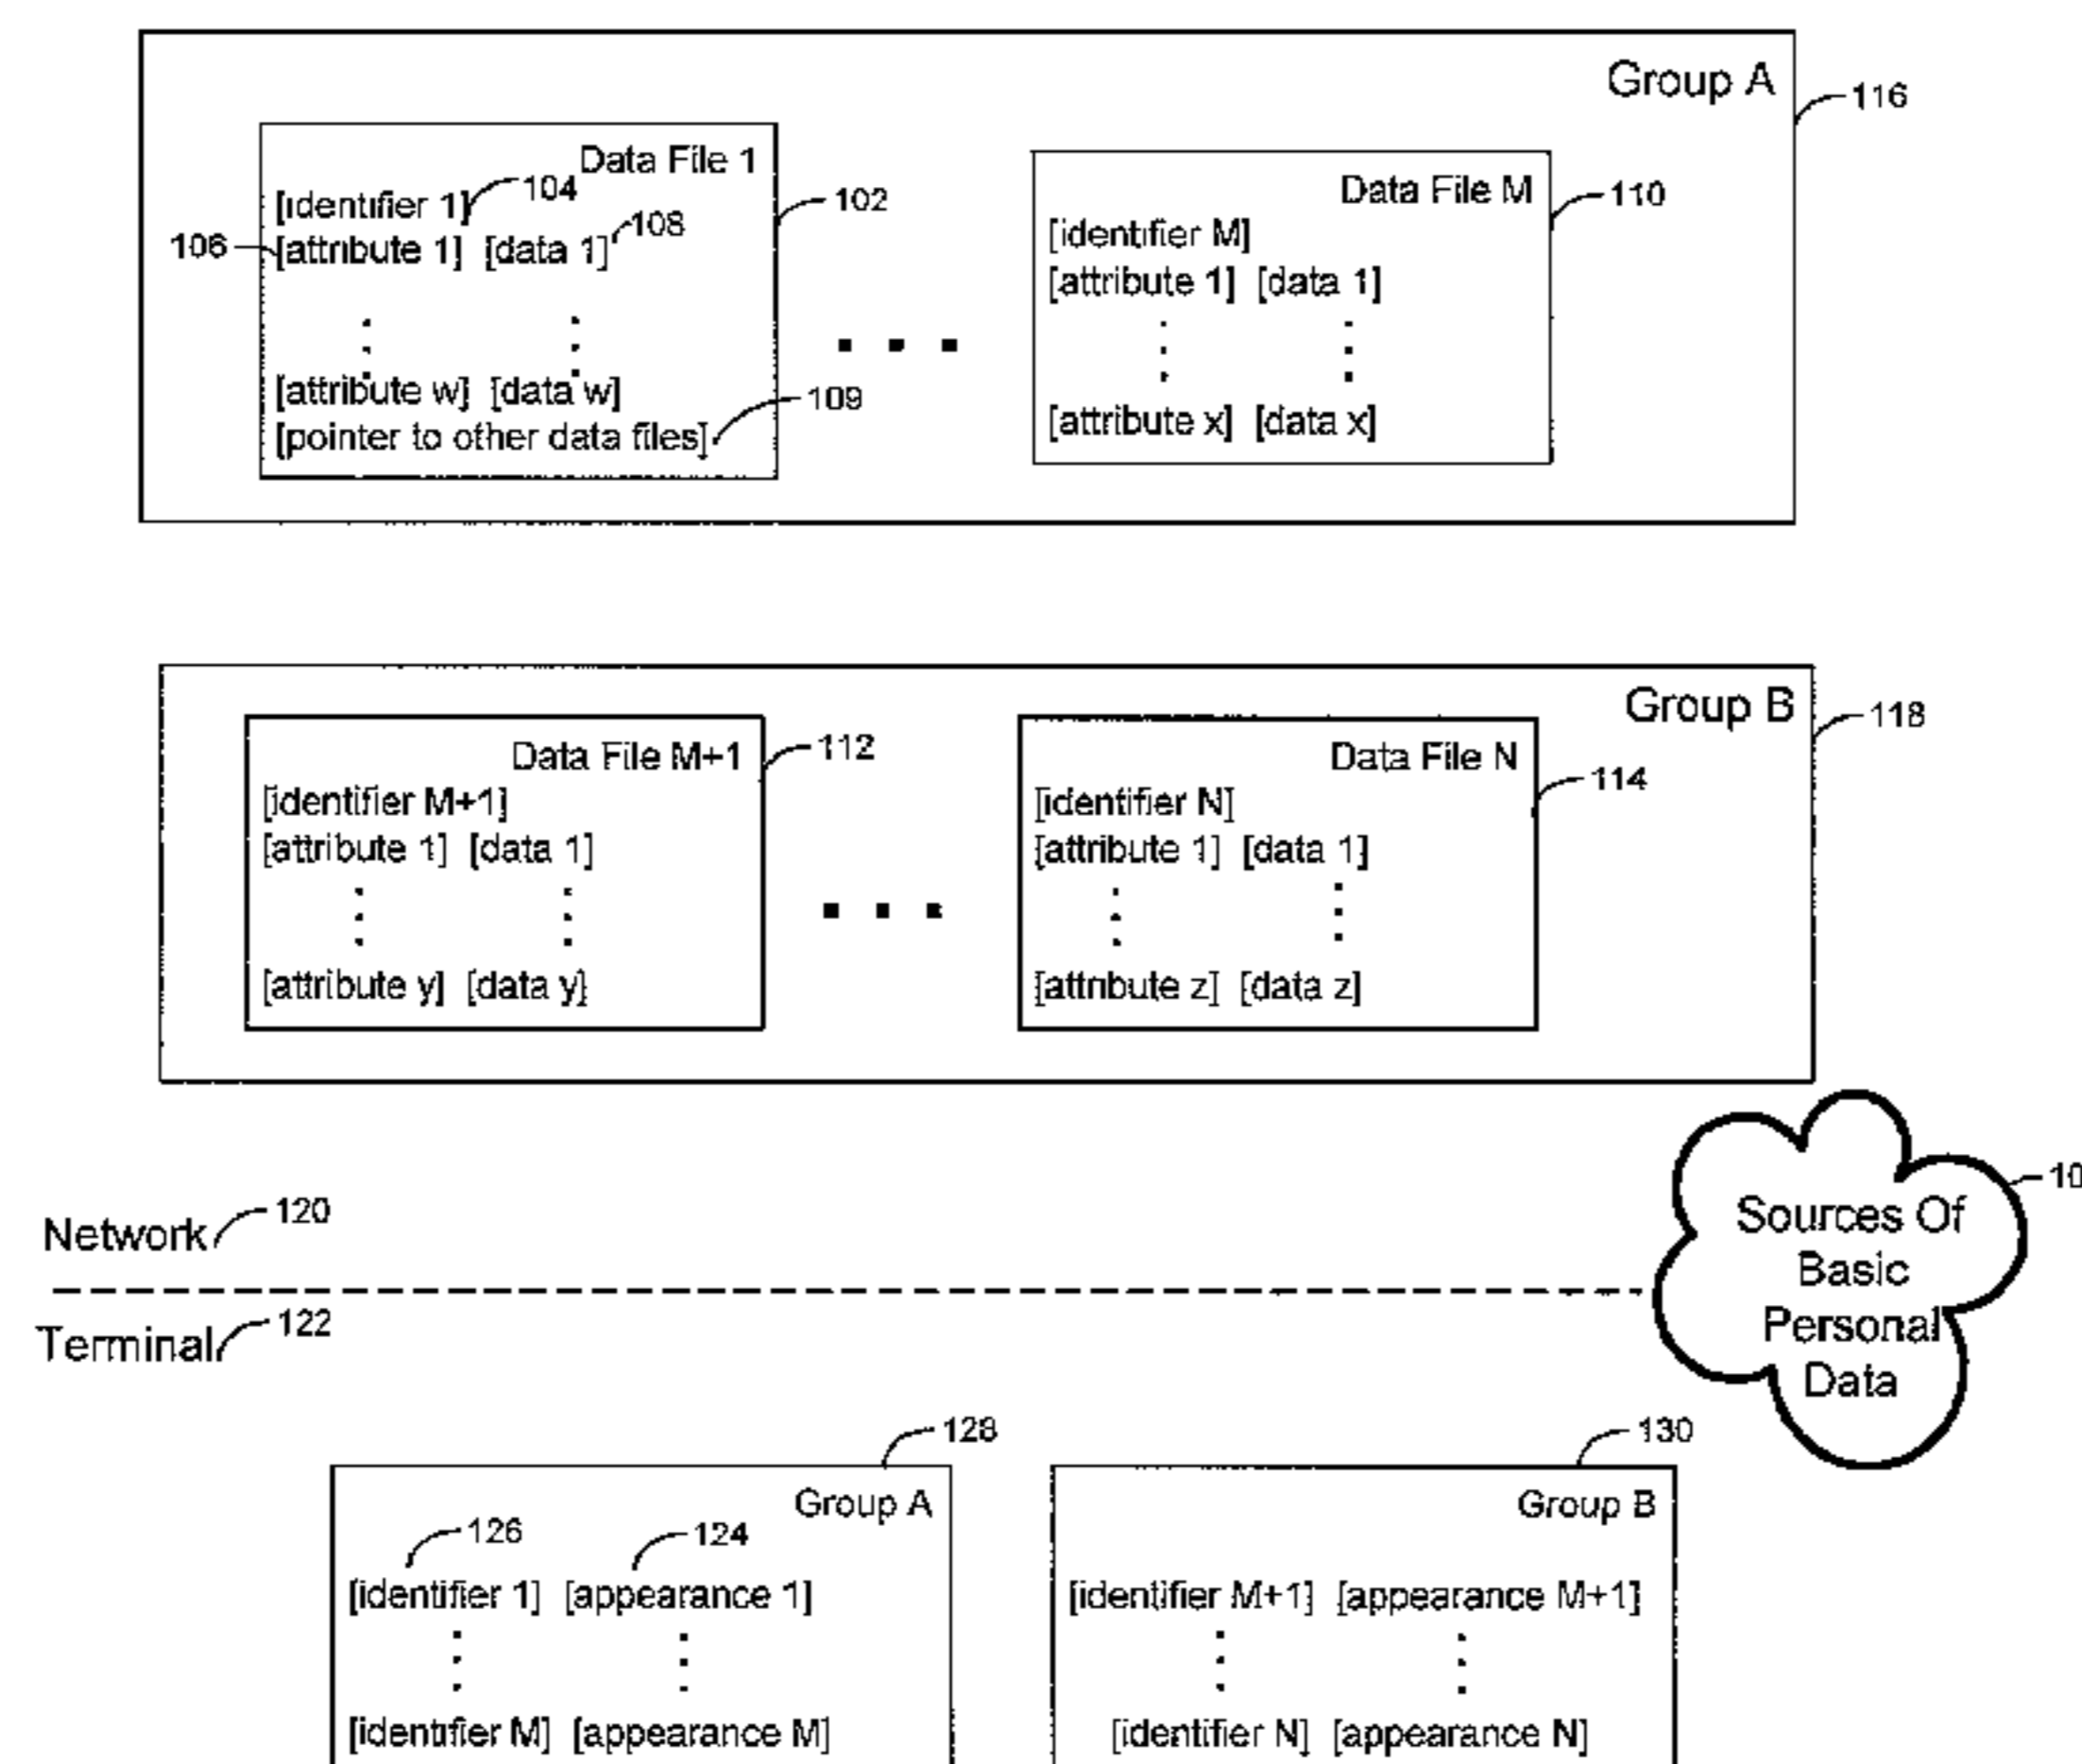 Group A
116
Data File 1
[identifier 1]
104
102
106
[attribute 1] [data 1]
108
[attribute w] [data w]
[pointer to other data files]
109
Data File M
110
[identifier M]
[attribute 1] [data 1]
[attribute x] [data x]
Group B
118
Data File M+1
112
[identifier M+1]
[attribute 1] [data 1]
[attribute y] [data y]
Data File N
114
[identifier N]
[attribute 1] [data 1]
[attribute z] [data z]
Network
120
Terminal
122
Sources Of
Basic
Personal
Data
Group A
128
126
124
[identifier 1] [appearance 1]
[identifier M] [appearance M]
Group B
130
[identifier M+1] [appearance M+1]
[identifier N] [appearance N]